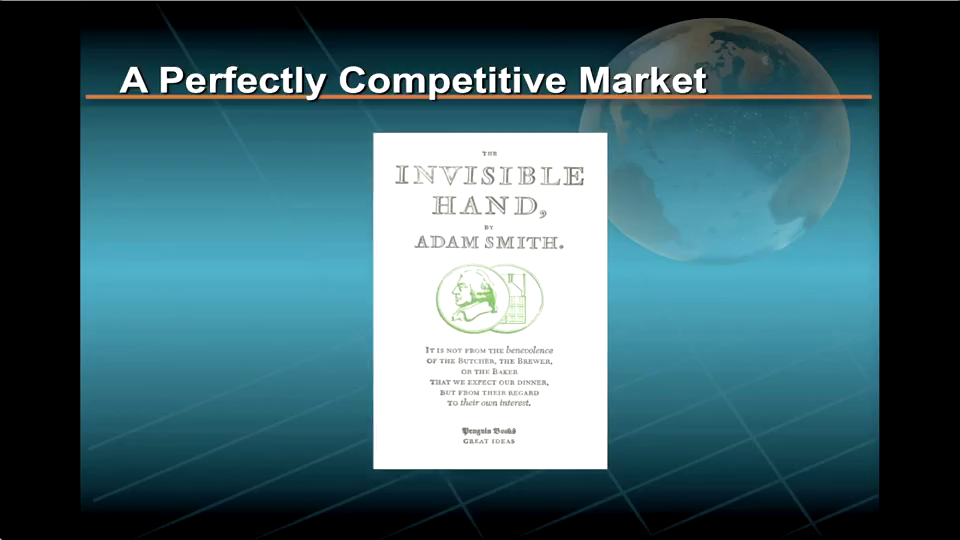 A Perfectly Competitive Market
THE
INVISIBLE
HAND,
BY
ADAM SMITH.
IT IS NOT FROM THE benevolence
OF THE BUTCHER, THE BREWER,
OR THE BAKER
THAT WE EXPECT OUR DINNER,
BUT FROM THEIR REGARD
TO their own interest.
Penguin Books
GREAT IDEAS